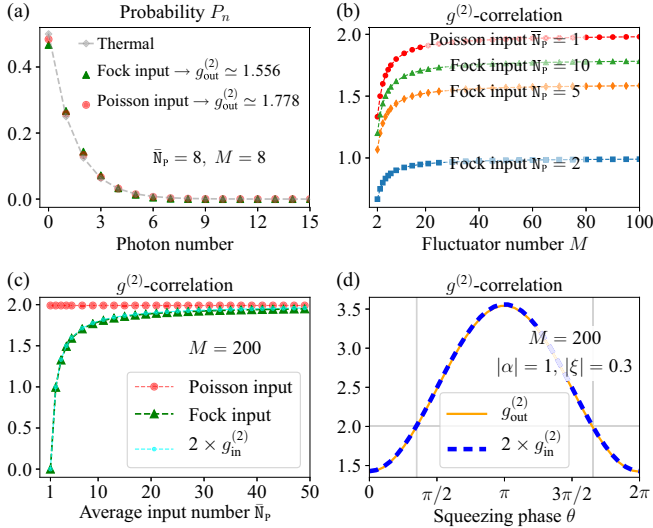 (a)
Probability Pₙ
Thermal
Fock input → g_out^(2) ≃ 1.556
Poisson input → g_out^(2) ≃ 1.778
N̄_P = 8, M = 8
0.4
0.2
0.0
0 3 6 9 12 15
Photon number
(b)
g^(2)-correlation
Poisson input N̄_P = 1
Fock input N_P = 10
Fock input N_P = 5
Fock input N_P = 2
2.0
1.5
1.0
2 20 40 60 80 100
Fluctuator number M
(c)
g^(2)-correlation
M = 200
Poisson input
Fock input
2 × g_in^(2)
2.0
1.5
1.0
0.5
0.0
1 10 20 30 40 50
Average input number N̄_P
(d)
g^(2)-correlation
M = 200
|α| = 1, |ξ| = 0.3
g_out^(2)
2 × g_in^(2)
3.5
3.0
2.5
2.0
1.5
0 π/2 π 3π/2 2π
Squeezing phase θ